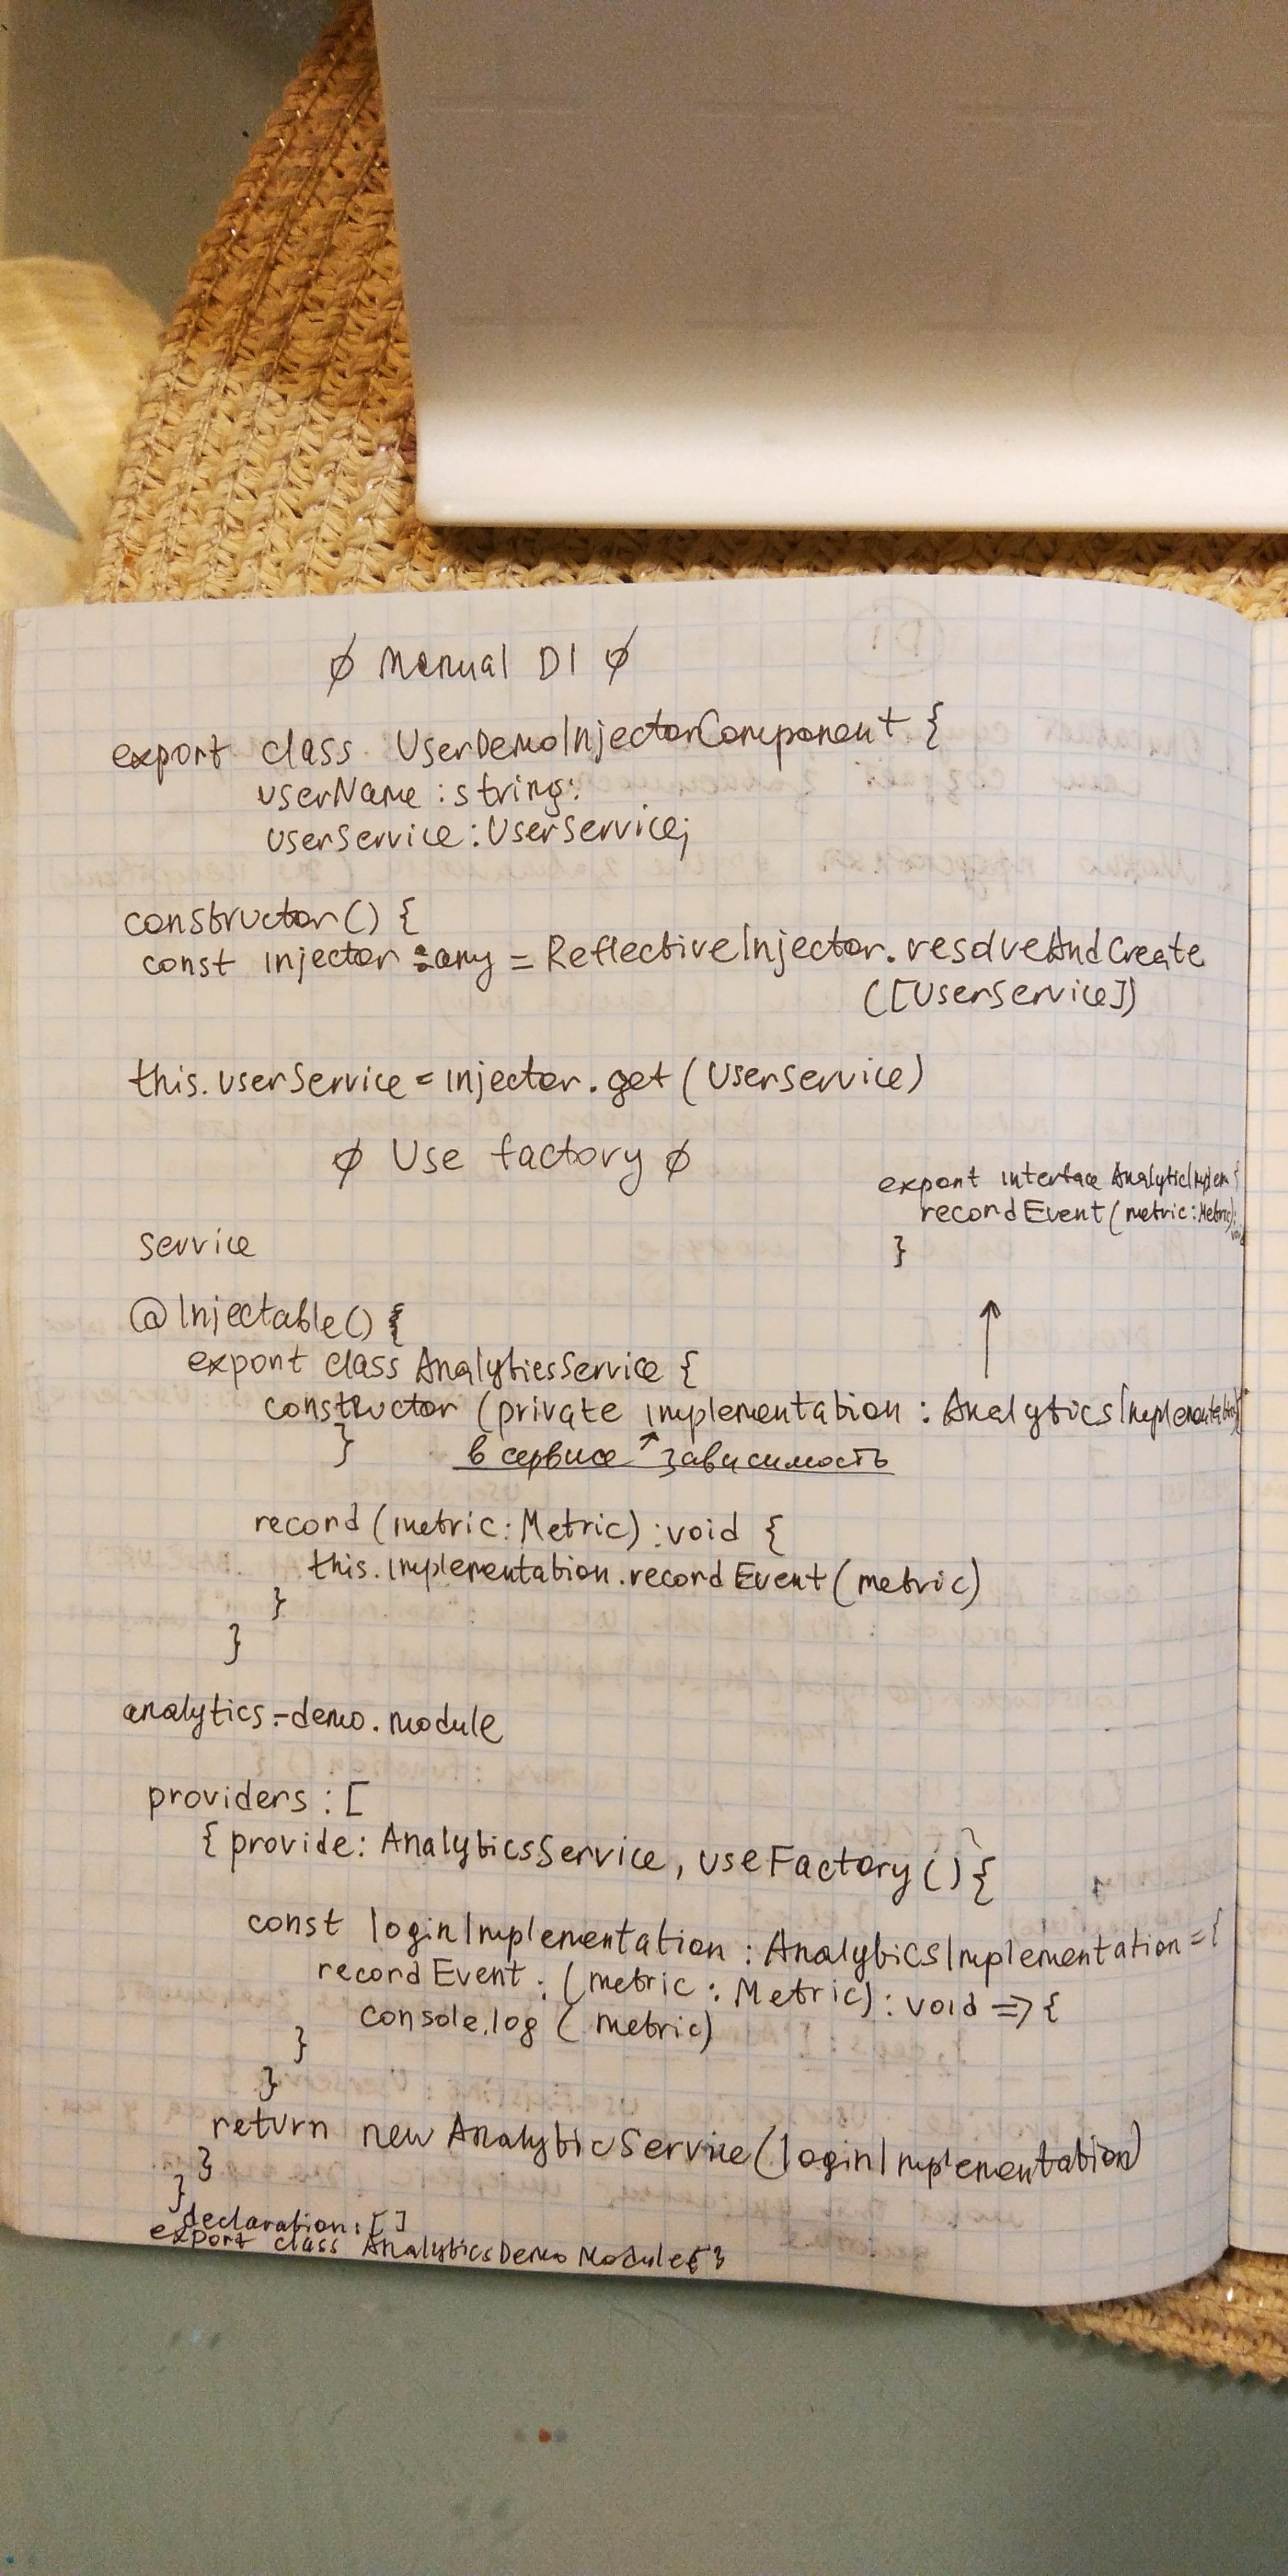 ∅ Manual DI ∅
export class UserDemoInjectorComponent {
userName : string;
userService : UserService;
constructor() {
const injector : any = ReflectiveInjector.resolveAndCreate
([UserService])
this.userService = injector.get(UserService)
∅ Use factory ∅
export interface AnalyticImplem {
recordEvent(metric:Metric):void
}
service
@Injectable()
export class AnalyticsService {
constructor (private implementation : AnalyticsImplementation)
}
в сервисе ↑ зависимость
record (metric: Metric) : void {
this.implementation.recordEvent(metric)
}
}
analytics-demo.module
providers : [
{ provide: AnalyticsService, useFactory() {
const loginImplementation : AnalyticsImplementation = {
recordEvent : (metric : Metric) : void => {
console.log ( metric)
}
}
return new AnalyticService(loginImplementation)
}
}
declaration: []
export class AnalyticsDemoModule { }